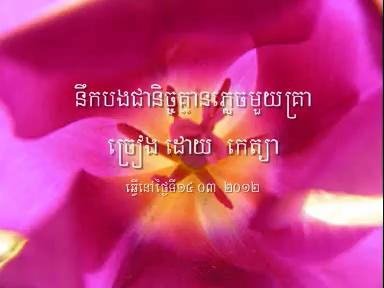 នឹកបងជានិច្ចគ្មានភ្លេចមួយគ្រា
ច្រៀង ដោយ កេត្យា
ធ្វើនៅថ្ងៃទី១៤ ០៣ ២០១២